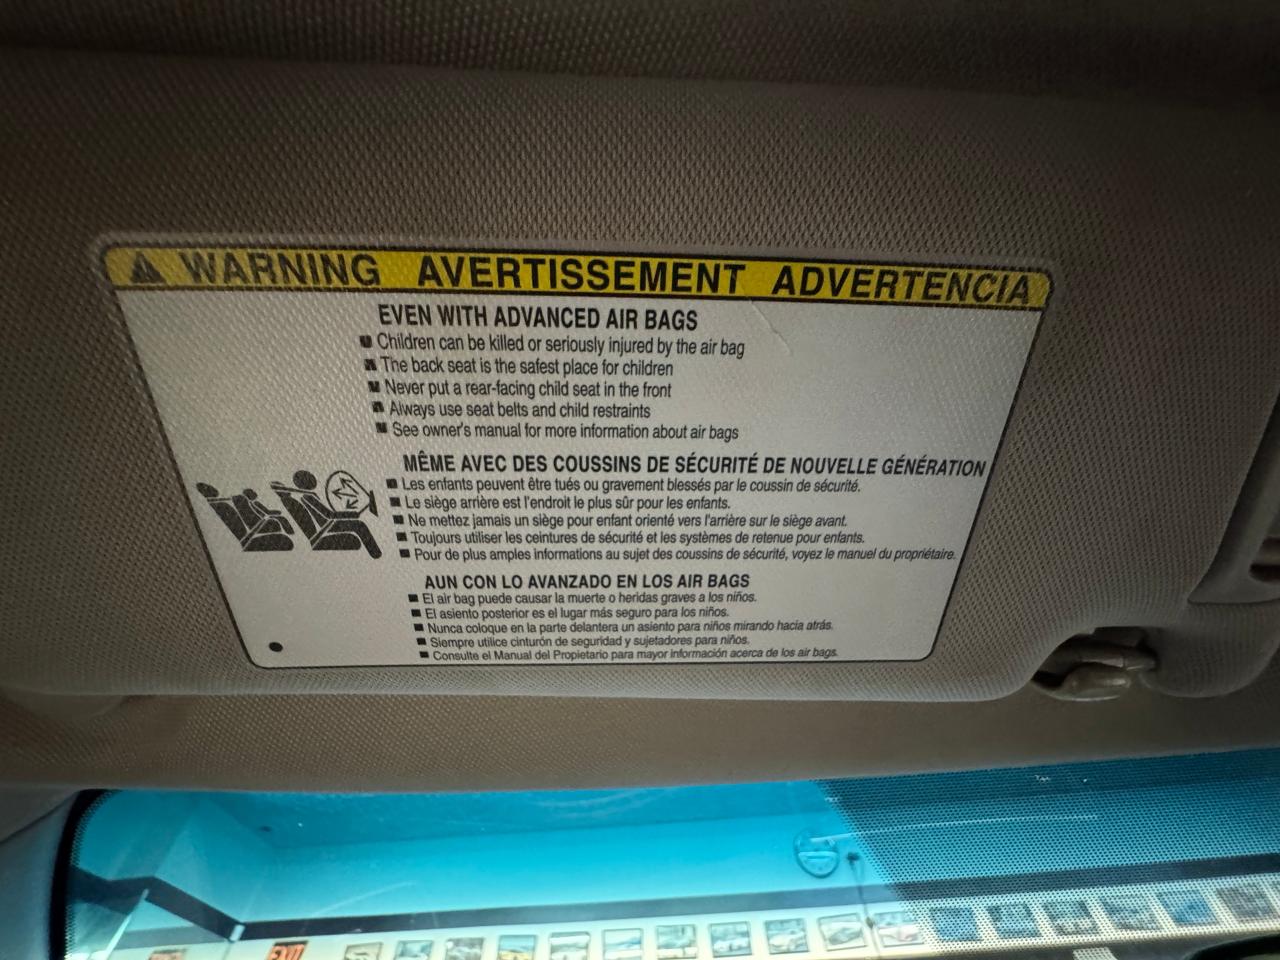 WARNING AVERTISSEMENT ADVERTENCIA
EVEN WITH ADVANCED AIR BAGS
Children can be killed or seriously injured by the air bag
The back seat is the safest place for children
Never put a rear-facing child seat in the front
Always use seat belts and child restraints
See owner's manual for more information about air bags
MÊME AVEC DES COUSSINS DE SÉCURITÉ DE NOUVELLE GÉNÉRATION
Les enfants peuvent être tués ou gravement blessés par le coussin de sécurité.
Le siège arrière est l'endroit le plus sûr pour les enfants.
Ne mettez jamais un siège pour enfant orienté vers l'arrière sur le siège avant.
Toujours utiliser les ceintures de sécurité et les systèmes de retenue pour enfants.
Pour de plus amples informations au sujet des coussins de sécurité, voyez le manuel du propriétaire.
AUN CON LO AVANZADO EN LOS AIR BAGS
El air bag puede causar la muerte o heridas graves a los niños.
El asiento posterior es el lugar más seguro para los niños.
Nunca coloque en la parte delantera un asiento para niños mirando hacia atrás.
Siempre utilice cinturón de seguridad y sujetadores para niños.
Consulte el Manual del Propietario para mayor información acerca de los air bags.
EXIT